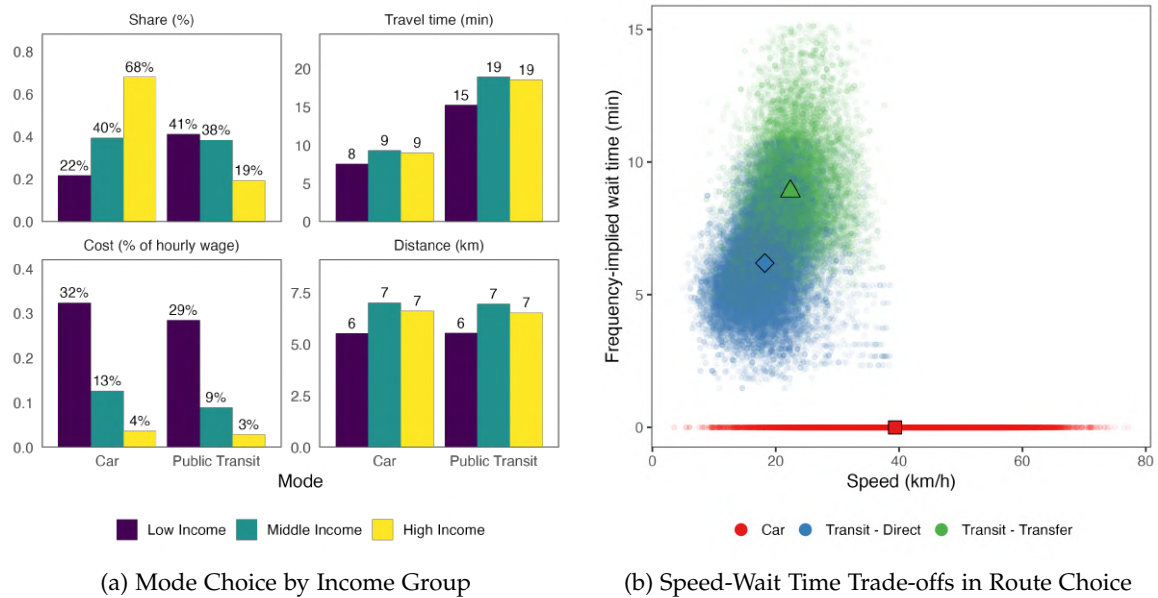 Share (%)
0.8
0.6
0.4
0.2
0.0
22%
40%
68%
41%
38%
19%
Travel time (min)
20
15
10
5
0
8
9
9
15
19
19
Cost (% of hourly wage)
0.4
0.3
0.2
0.1
0.0
32%
13%
4%
29%
9%
3%
Car
Public Transit
Distance (km)
7.5
5.0
2.5
0.0
6
7
7
6
7
7
Car
Public Transit
Mode
Low Income
Middle Income
High Income
(a) Mode Choice by Income Group
Frequency-implied wait time (min)
15
10
5
0
0
20
40
60
80
Speed (km/h)
Car
Transit - Direct
Transit - Transfer
(b) Speed-Wait Time Trade-offs in Route Choice